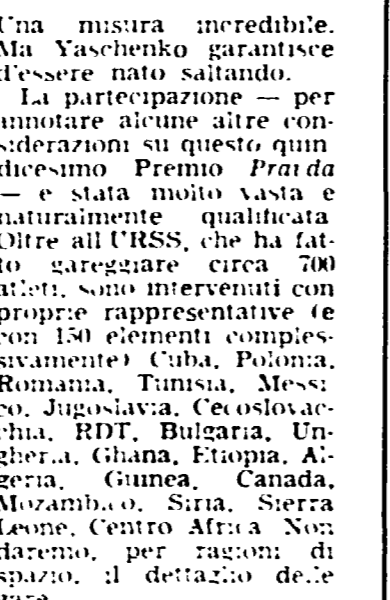 Una misura incredibile.
Ma Yaschenko garantisce
d'essere nato saltando.
La partecipazione — per
annotare alcune altre con-
siderazioni su questo quin
dicesimo Premio Pravda
— e stata molto vasta e
naturalmente qualificata
Oltre all'URSS, che ha fat-
to gareggiare circa 700
atleti, sono intervenuti con
proprie rappresentative (e
con 150 elementi comples-
sivamente) Cuba, Polonia,
Romania, Tunisia, Messi-
co, Jugoslavia, Cecoslovac-
chia, RDT, Bulgaria, Un-
gheria, Ghana, Etiopia, Al-
geria, Guinea, Canada,
Mozambico, Siria, Sierra
Leone, Centro Africa Non
daremo, per ragioni di
spazio, il dettaglio delle